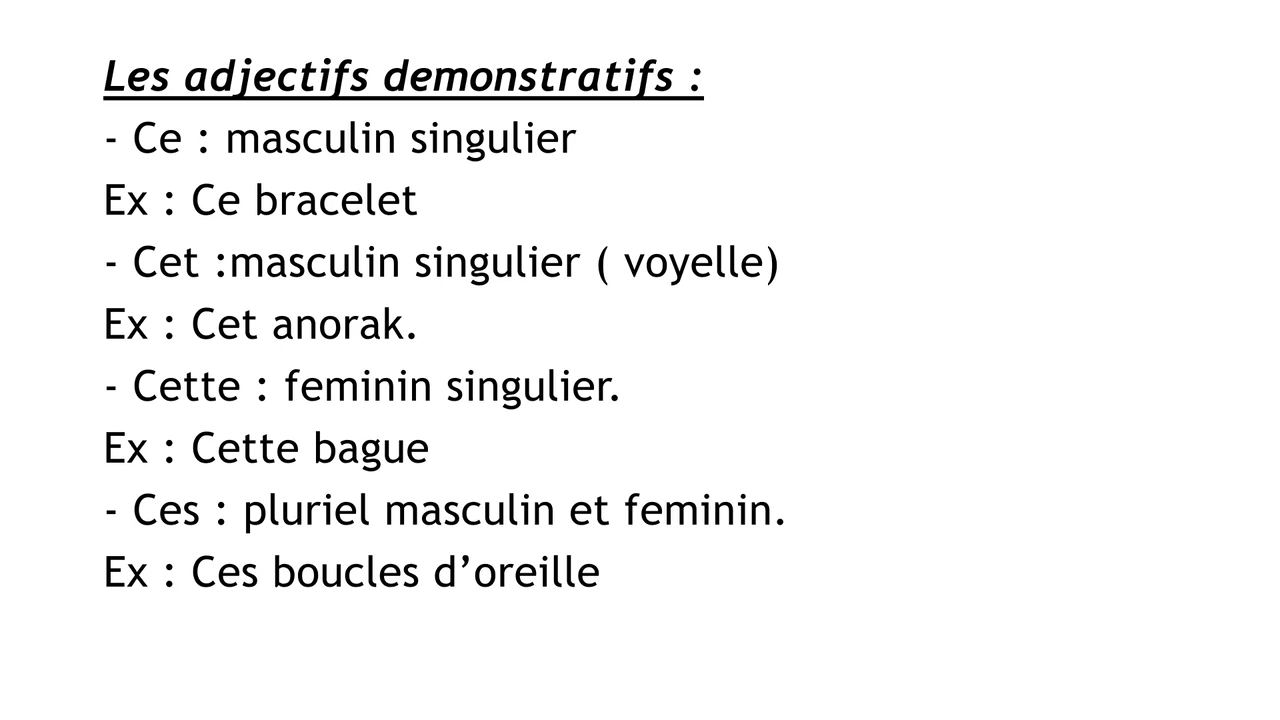 Les adjectifs demonstratifs :
- Ce : masculin singulier
Ex : Ce bracelet
- Cet :masculin singulier ( voyelle)
Ex : Cet anorak.
- Cette : feminin singulier.
Ex : Cette bague
- Ces : pluriel masculin et feminin.
Ex : Ces boucles d’oreille